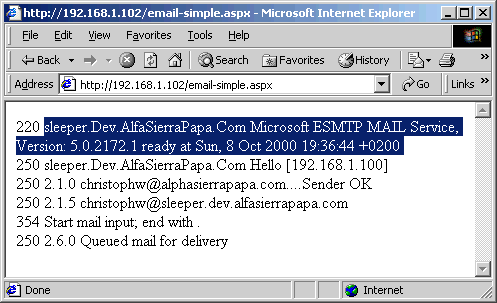 http://192.168.1.102/email-simple.aspx - Microsoft Internet Explorer
File Edit View Favorites Tools Help
Back Search Favorites History
Address http://192.168.1.102/email-simple.aspx Go Links »
220 sleeper.Dev.AlfaSierraPapa.Com Microsoft ESMTP MAIL Service,
Version: 5.0.2172.1 ready at Sun, 8 Oct 2000 19:36:44 +0200
250 sleeper.Dev.AlfaSierraPapa.Com Hello [192.168.1.100]
250 2.1.0 christophw@alphasierrapapa.com....Sender OK
250 2.1.5 christophw@sleeper.dev.alfasierrapapa.com
354 Start mail input; end with .
250 2.6.0 Queued mail for delivery
Done Internet